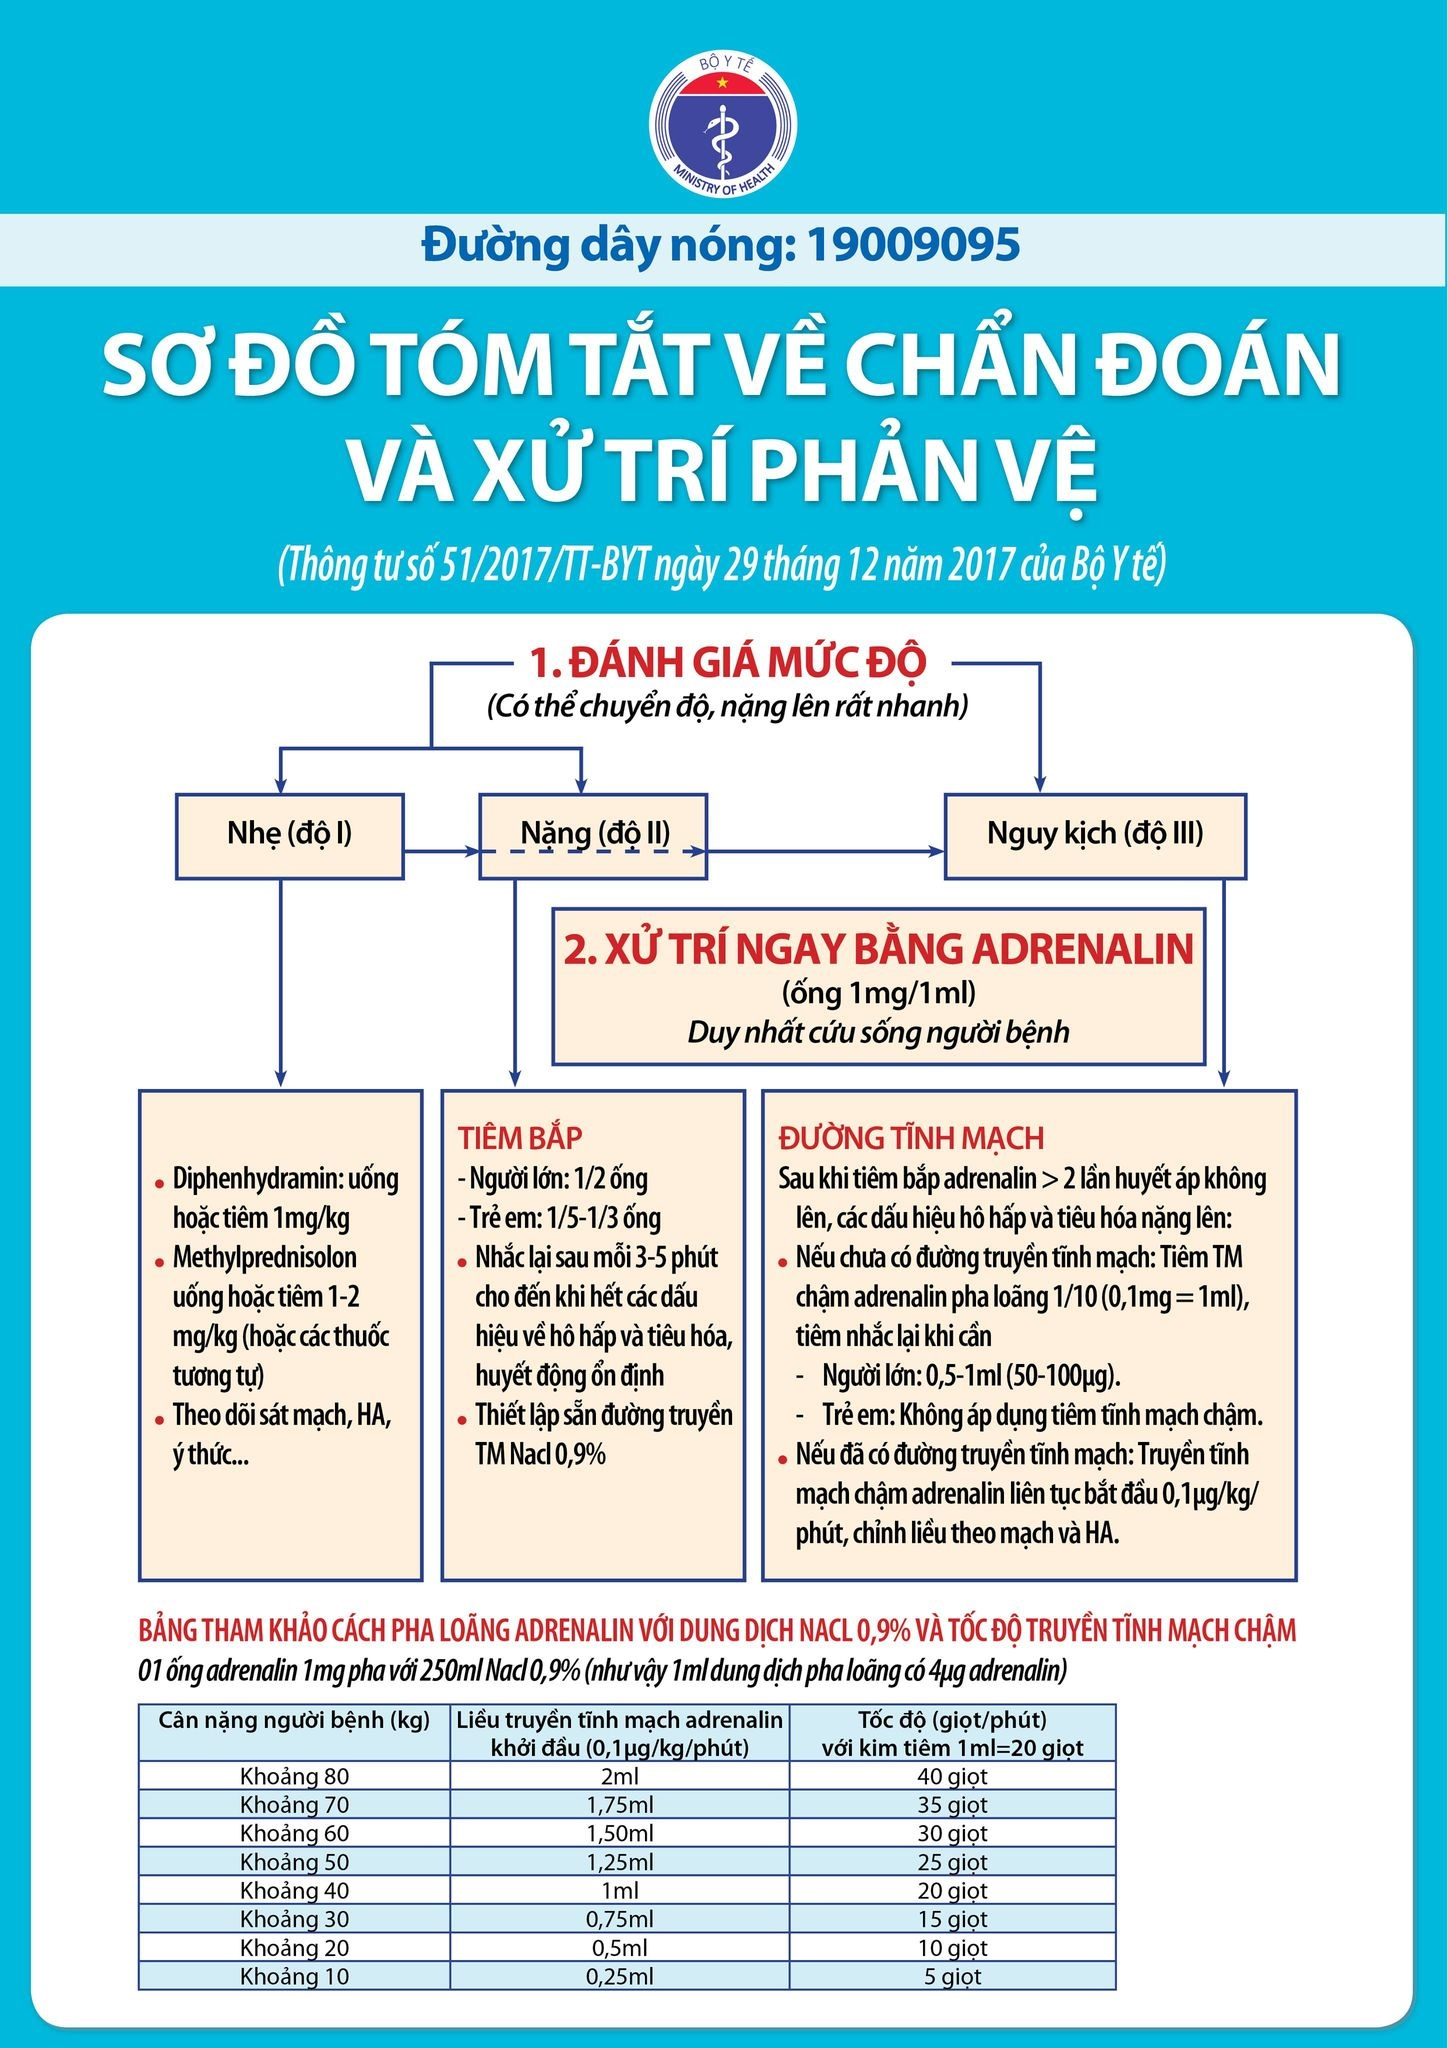 BỘ Y TẾ
MINISTRY OF HEALTH
Đường dây nóng: 19009095
SƠ ĐỒ TÓM TẮT VỀ CHẨN ĐOÁN
VÀ XỬ TRÍ PHẢN VỆ
(Thông tư số 51/2017/TT-BYT ngày 29 tháng 12 năm 2017 của Bộ Y tế)
1. ĐÁNH GIÁ MỨC ĐỘ
(Có thể chuyển độ, nặng lên rất nhanh)
Nhẹ (độ I)
Nặng (độ II)
Nguy kịch (độ III)
2. XỬ TRÍ NGAY BẰNG ADRENALIN
(ống 1mg/1ml)
Duy nhất cứu sống người bệnh
• Diphenhydramin: uống
hoặc tiêm 1mg/kg
• Methylprednisolon
uống hoặc tiêm 1-2
mg/kg (hoặc các thuốc
tương tự)
• Theo dõi sát mạch, HA,
ý thức...
TIÊM BẮP
- Người lớn: 1/2 ống
- Trẻ em: 1/5-1/3 ống
• Nhắc lại sau mỗi 3-5 phút
cho đến khi hết các dấu
hiệu về hô hấp và tiêu hóa,
huyết động ổn định
• Thiết lập sẵn đường truyền
TM Nacl 0,9%
ĐƯỜNG TĨNH MẠCH
Sau khi tiêm bắp adrenalin > 2 lần huyết áp không
lên, các dấu hiệu hô hấp và tiêu hóa nặng lên:
• Nếu chưa có đường truyền tĩnh mạch: Tiêm TM
chậm adrenalin pha loãng 1/10 (0,1mg = 1ml),
tiêm nhắc lại khi cần
- Người lớn: 0,5-1ml (50-100µg).
- Trẻ em: Không áp dụng tiêm tĩnh mạch chậm.
• Nếu đã có đường truyền tĩnh mạch: Truyền tĩnh
mạch chậm adrenalin liên tục bắt đầu 0,1µg/kg/
phút, chỉnh liều theo mạch và HA.
BẢNG THAM KHẢO CÁCH PHA LOÃNG ADRENALIN VỚI DUNG DỊCH NACL 0,9% VÀ TỐC ĐỘ TRUYỀN TĨNH MẠCH CHẬM
01 ống adrenalin 1mg pha với 250ml Nacl 0,9% (như vậy 1ml dung dịch pha loãng có 4µg adrenalin)
Cân nặng người bệnh (kg) Liều truyền tĩnh mạch adrenalin Tốc độ (giọt/phút)
khởi đầu (0,1µg/kg/phút) với kim tiêm 1ml=20 giọt
Khoảng 80 2ml 40 giọt
Khoảng 70 1,75ml 35 giọt
Khoảng 60 1,50ml 30 giọt
Khoảng 50 1,25ml 25 giọt
Khoảng 40 1ml 20 giọt
Khoảng 30 0,75ml 15 giọt
Khoảng 20 0,5ml 10 giọt
Khoảng 10 0,25ml 5 giọt